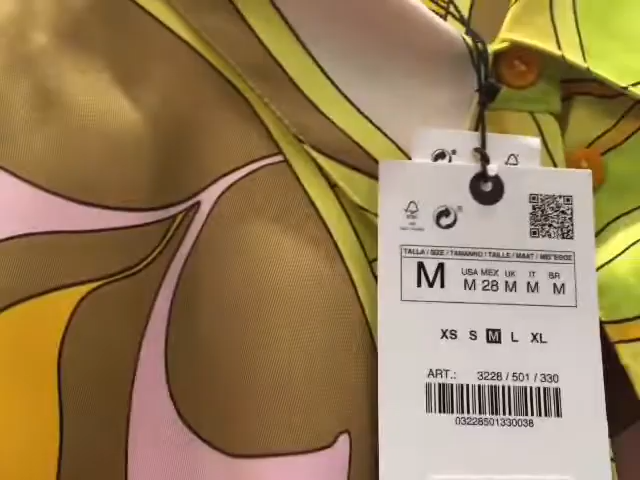 TALLA / SIZE / TAMANHO / TAILLE / MAAT /
M
USA MEX UK IT BR
M 28 M M M
XS S M L XL
ART.: 3228 / 501 / 330
03228501330038